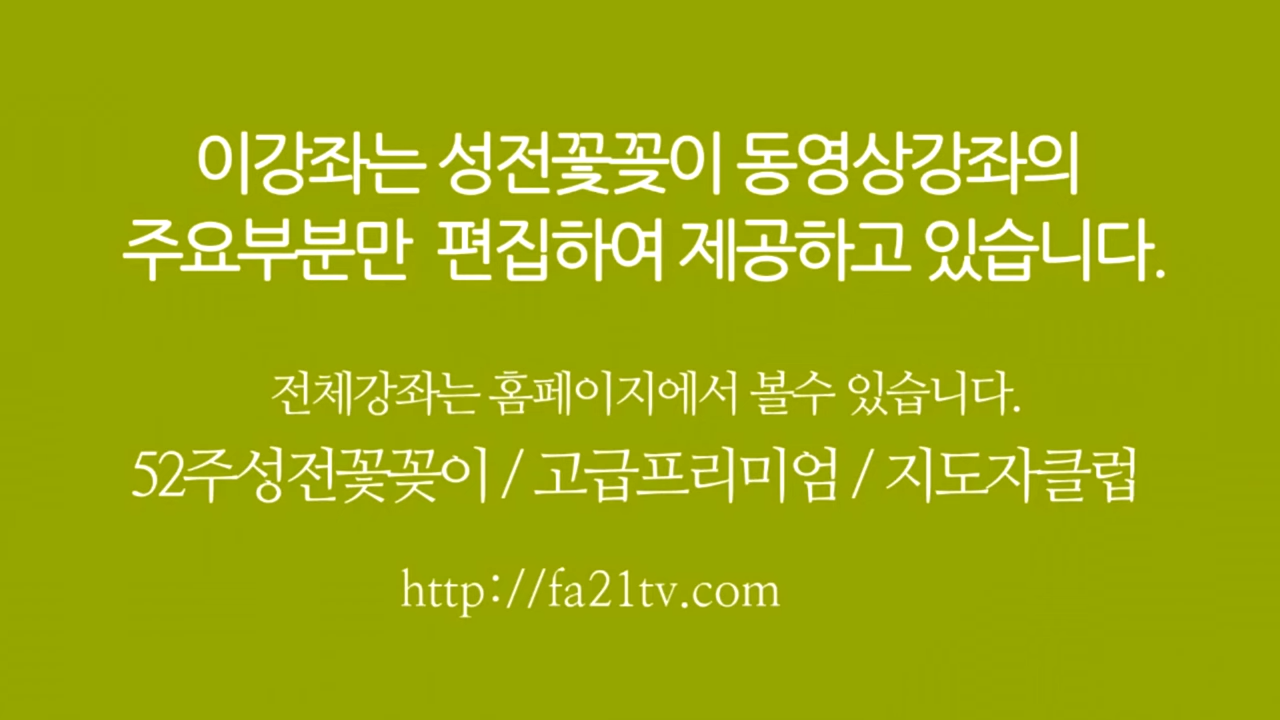 이강좌는 성전꽃꽂이 동영상강좌의
주요부분만 편집하여 제공하고 있습니다.
전체강좌는 홈페이지에서 볼수 있습니다.
52주성전꽃꽂이 / 고급프리미엄 / 지도자클럽
http://fa21tv.com